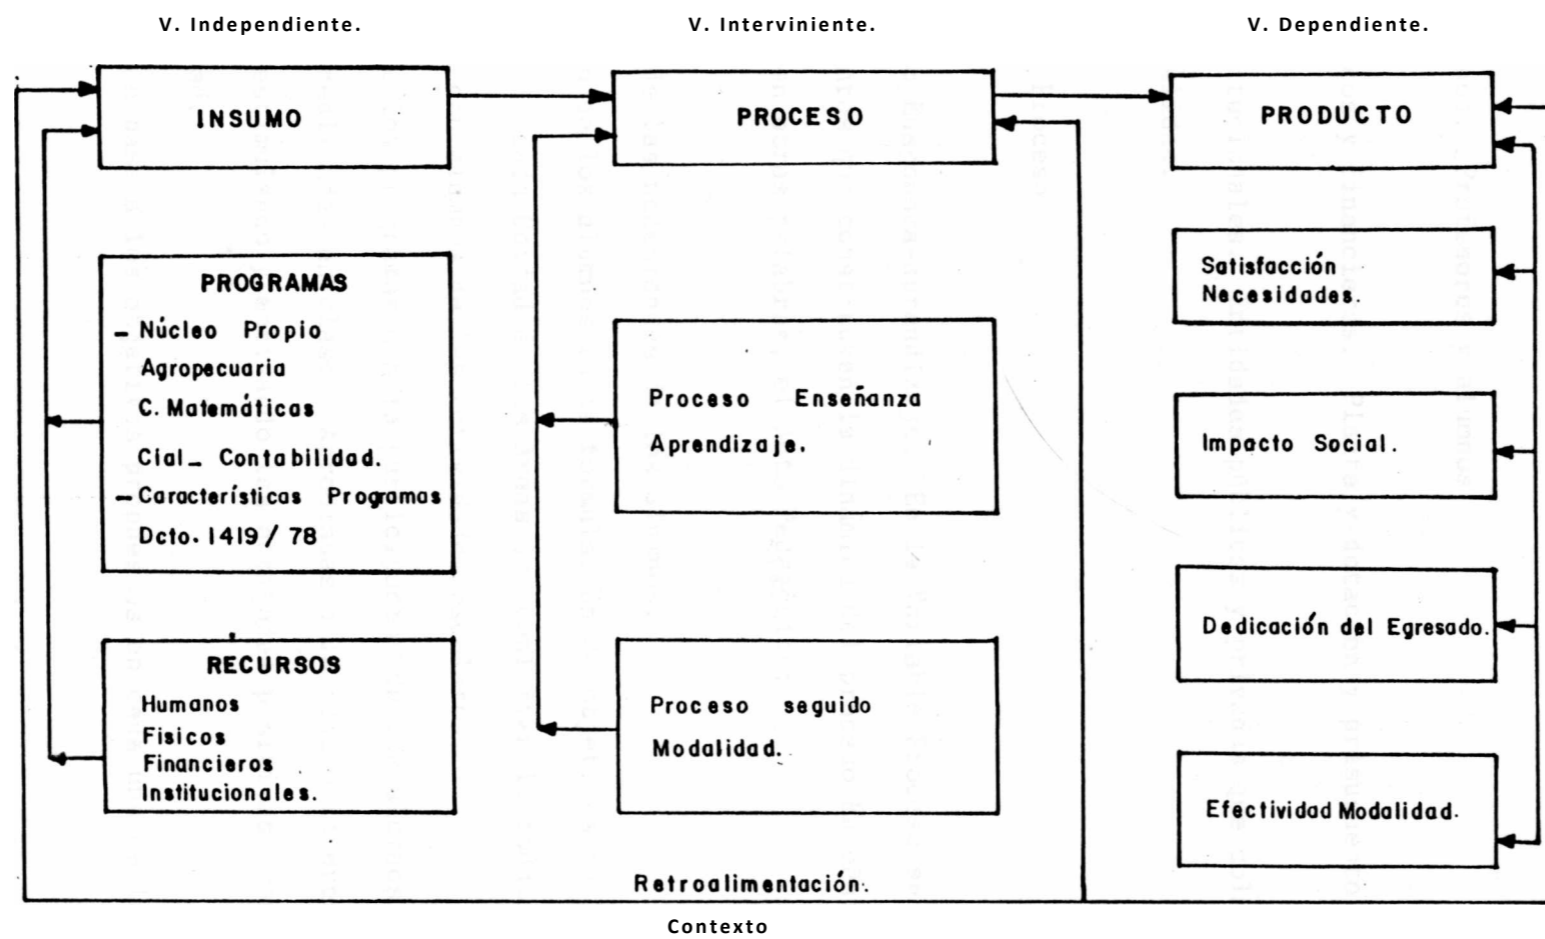 V. Independiente.
V. Interviniente.
V. Dependiente.
INSUMO
PROCESO
PRODUCTO
PROGRAMAS
– Núcleo Propio
Agropecuaria
C. Matemáticas
Cial – Contabilidad.
– Características Programas
Dcto. 1419 / 78
RECURSOS
Humanos
Fisicos
Financieros
Institucionales.
Proceso Enseñanza
Aprendizaje.
Proceso seguido
Modalidad.
Satisfacción
Necesidades.
Impacto Social.
Dedicación del Egresado.
Efectividad Modalidad.
Retroalimentación.
Contexto